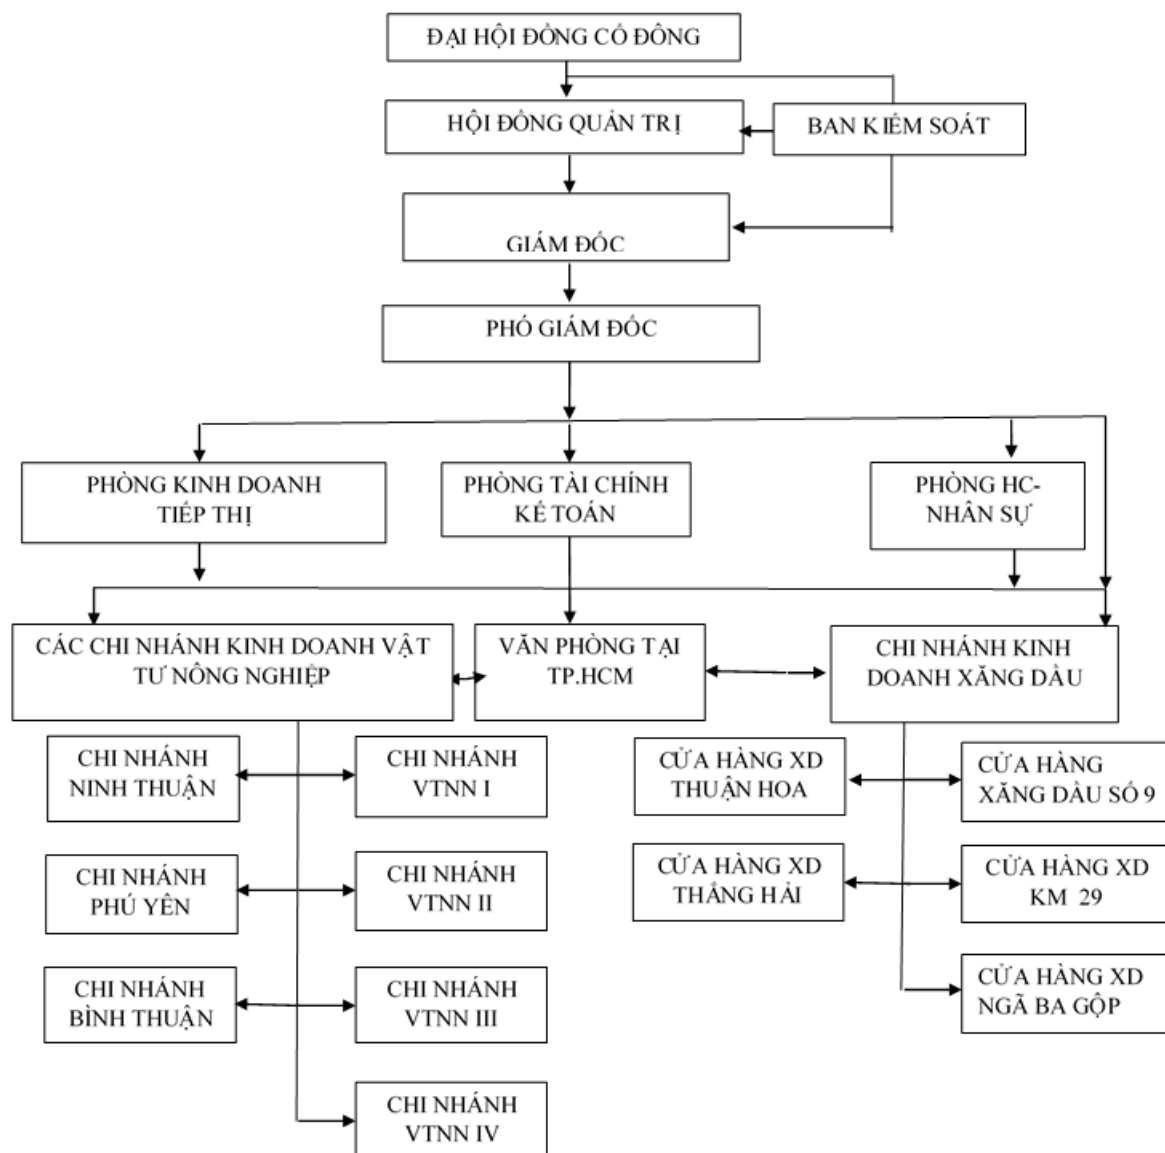 ĐẠI HỘI ĐỒNG CỔ ĐÔNG
HỘI ĐỒNG QUẢN TRỊ
BAN KIỂM SOÁT
GIÁM ĐỐC
PHÓ GIÁM ĐỐC
PHÒNG KINH DOANH
TIẾP THỊ
PHÒNG TÀI CHÍNH
KẾ TOÁN
PHÒNG HC-
NHÂN SỰ
CÁC CHI NHÁNH KINH DOANH VẬT
TƯ NÔNG NGHIỆP
VĂN PHÒNG TẠI
TP.HCM
CHI NHÁNH KINH
DOANH XĂNG DẦU
CHI NHÁNH
NINH THUẬN
CHI NHÁNH
VTNN I
CỬA HÀNG XD
THUẬN HOA
CỬA HÀNG
XĂNG DẦU SỐ 9
CHI NHÁNH
PHÚ YÊN
CHI NHÁNH
VTNN II
CỬA HÀNG XD
THẮNG HẢI
CỬA HÀNG XD
KM 29
CHI NHÁNH
BÌNH THUẬN
CHI NHÁNH
VTNN III
CỬA HÀNG XD
NGÃ BA GỘP
CHI NHÁNH
VTNN IV